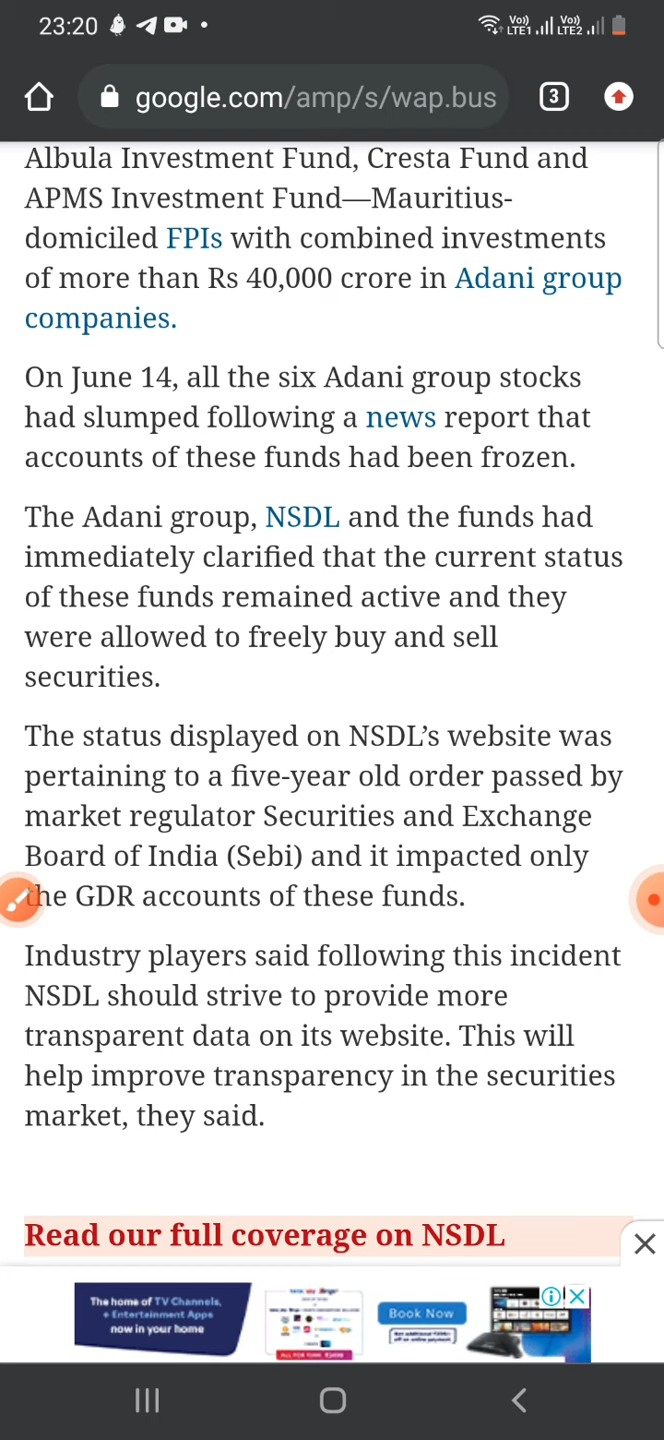 23:20
Vo)) LTE1 Vo)) LTE2
google.com/amp/s/wap.bus
3
Albula Investment Fund, Cresta Fund and
APMS Investment Fund—Mauritius-
domiciled FPIs with combined investments
of more than Rs 40,000 crore in Adani group
companies.
On June 14, all the six Adani group stocks
had slumped following a news report that
accounts of these funds had been frozen.
The Adani group, NSDL and the funds had
immediately clarified that the current status
of these funds remained active and they
were allowed to freely buy and sell
securities.
The status displayed on NSDL’s website was
pertaining to a five-year old order passed by
market regulator Securities and Exchange
Board of India (Sebi) and it impacted only
the GDR accounts of these funds.
Industry players said following this incident
NSDL should strive to provide more
transparent data on its website. This will
help improve transparency in the securities
market, they said.
Read our full coverage on NSDL
The home of TV Channels,
+ Entertainment Apps
now in your home
Book Now